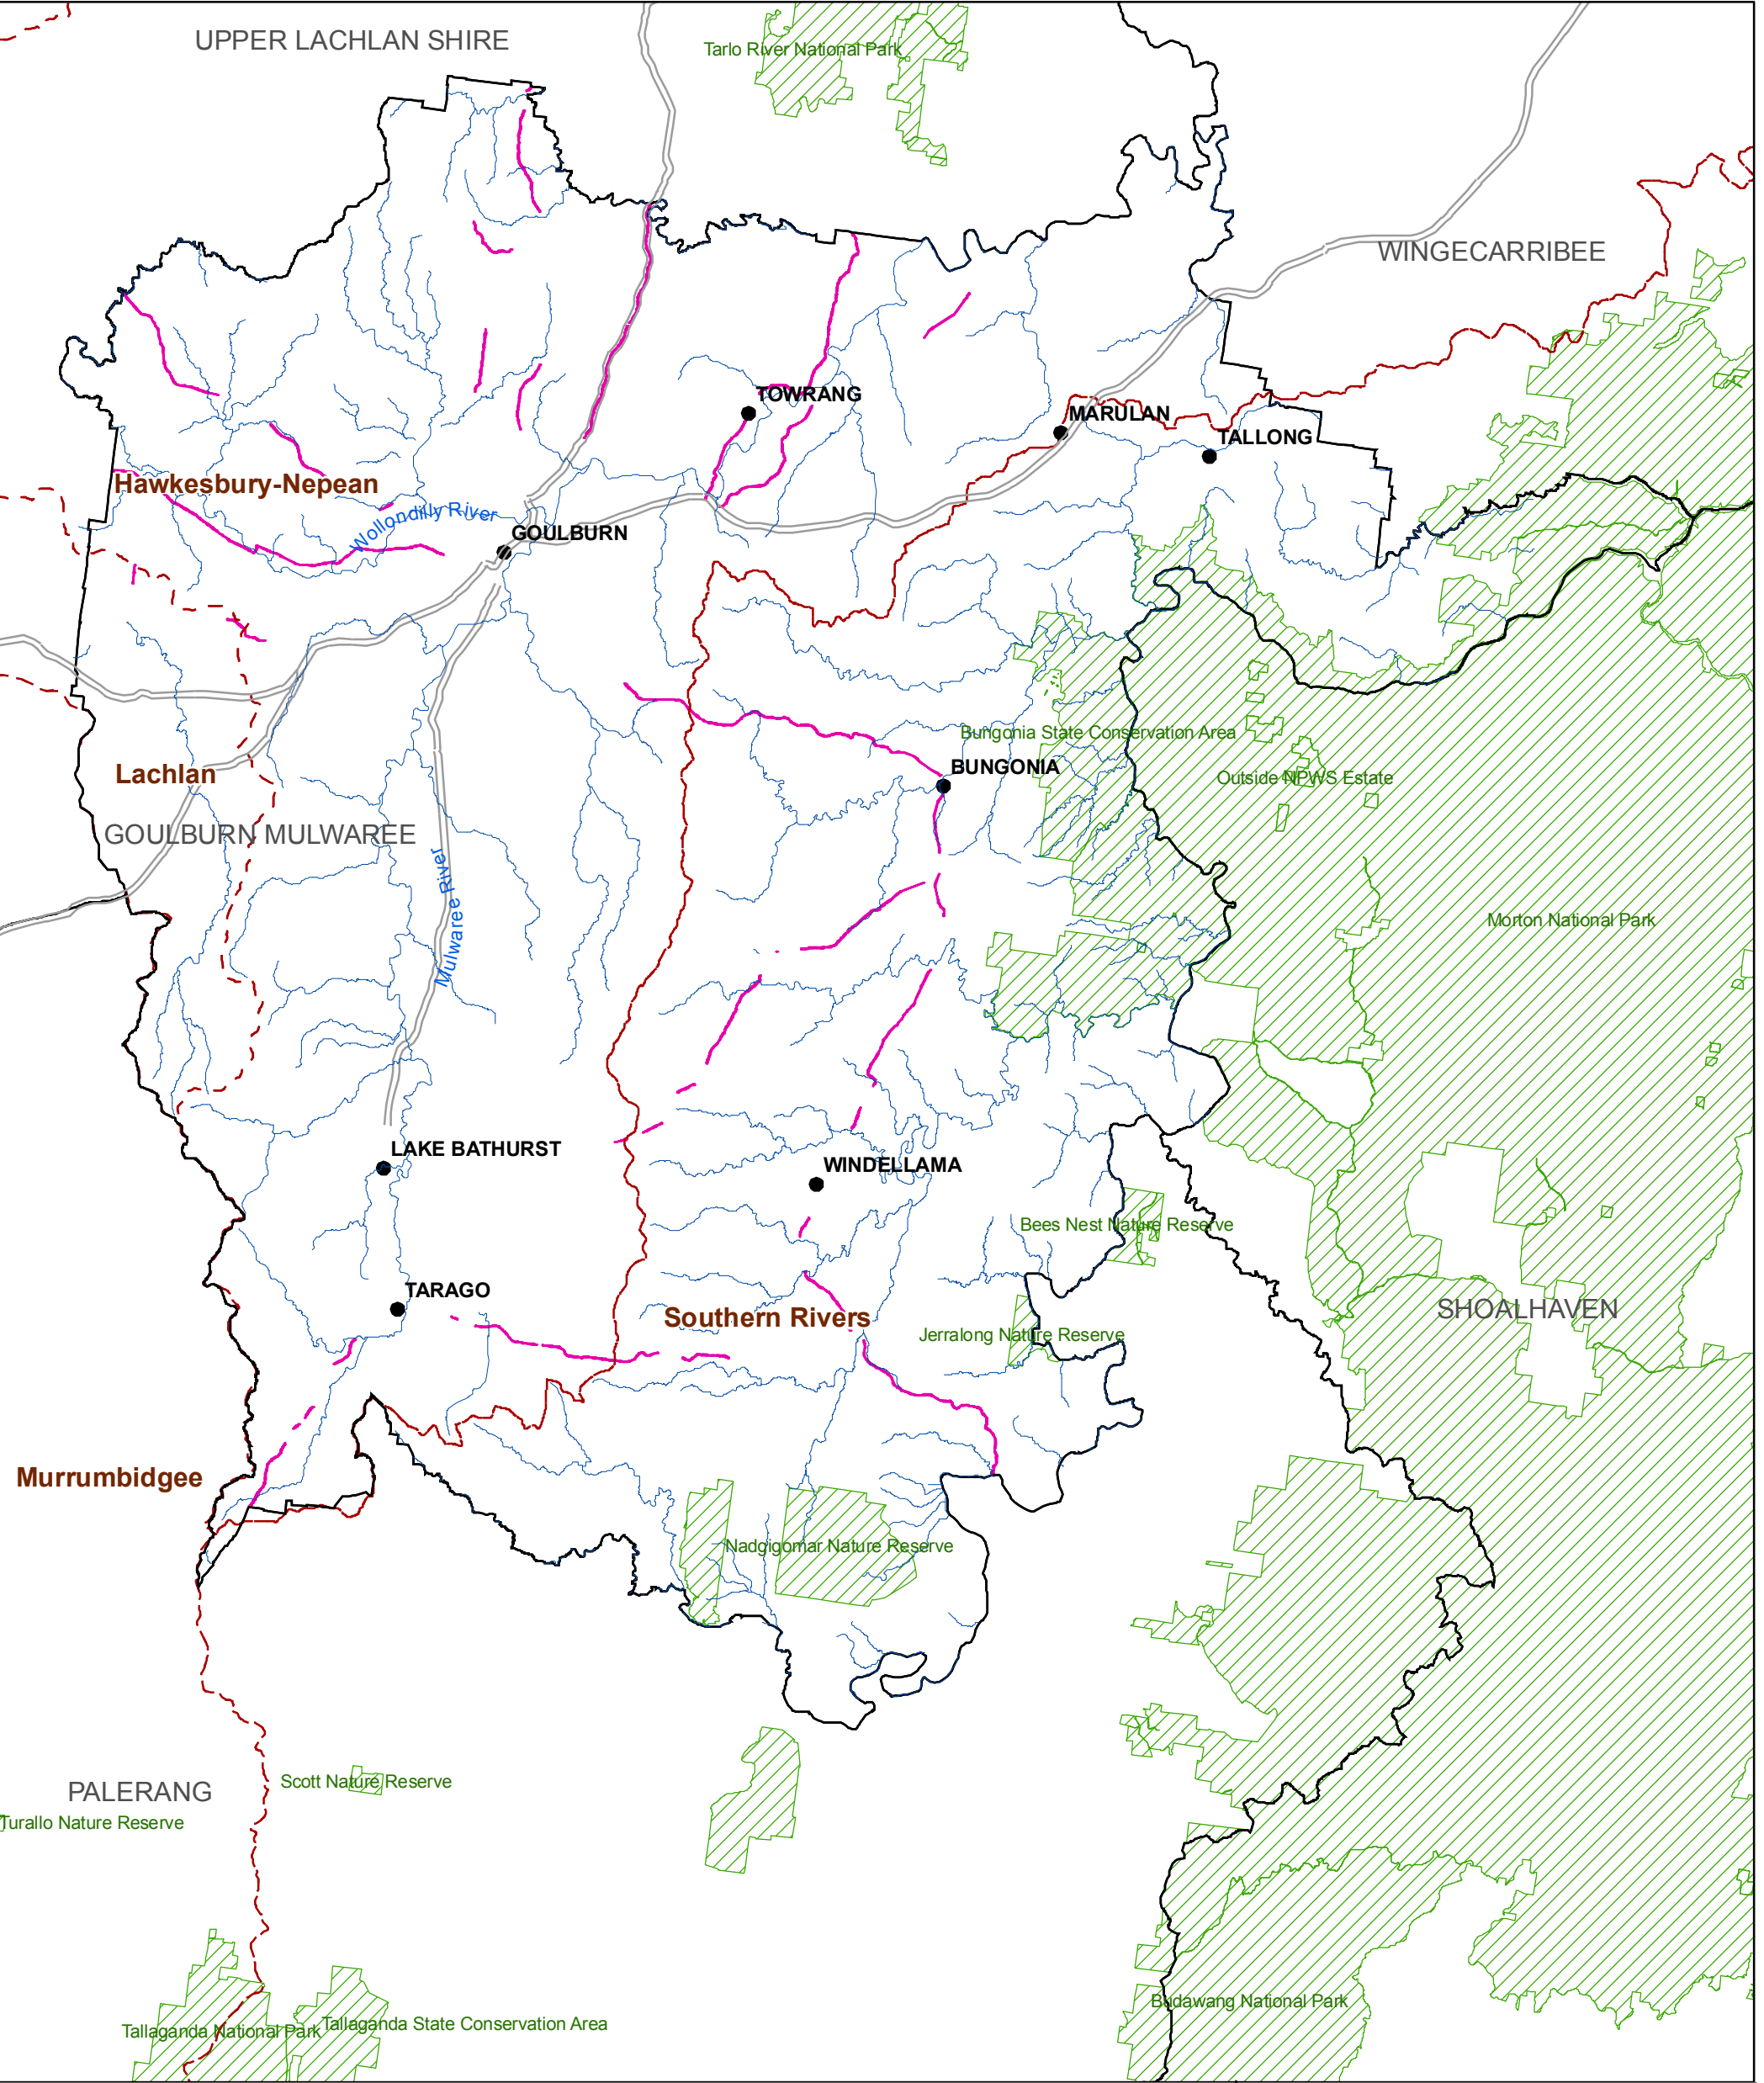 UPPER LACHLAN SHIRE
Tarlo River National Park
WINGECARRIBEE
TOWRANG
MARULAN
TALLONG
Hawkesbury-Nepean
Wollondilly River
GOULBURN
Bungonia State Conservation Area
BUNGONIA
Lachlan
Outside NPWS Estate
GOULBURN MULWAREE
Mulwaree River
Morton National Park
LAKE BATHURST
WINDELLAMA
Bees Nest Nature Reserve
TARAGO
Southern Rivers
SHOALHAVEN
Jerralong Nature Reserve
Murrumbidgee
Nadgigomar Nature Reserve
Scott Nature Reserve
PALERANG
Turallo Nature Reserve
Budawang National Park
Tallaganda National Park
Tallaganda State Conservation Area